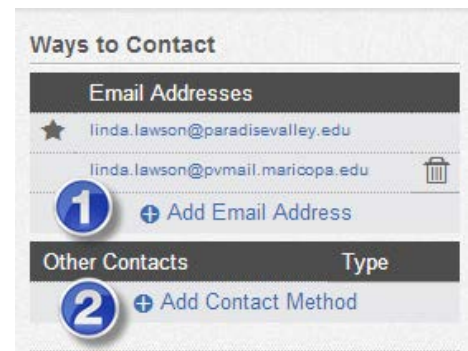 Ways to Contact
Email Addresses
linda.lawson@paradisevalley.edu
linda.lawson@pvmail.maricopa.edu
1 Add Email Address
Other Contacts Type
2 Add Contact Method